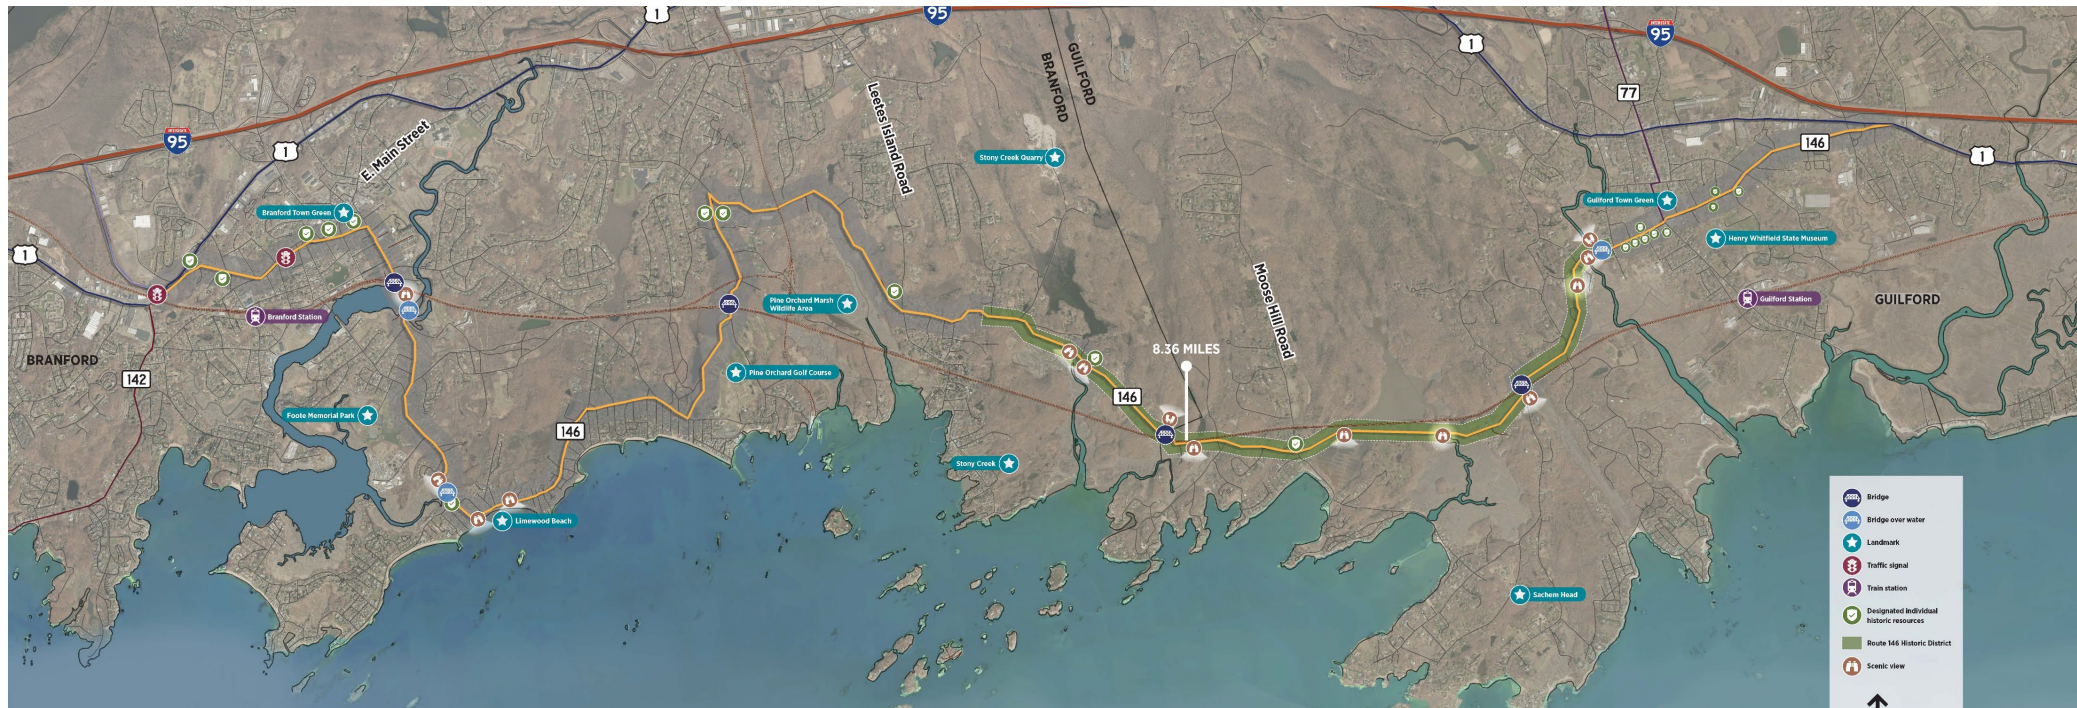 1
95
INTERSTATE
95
1
77
GUILFORD
BRANFORD
Leetes Island Road
E. Main Street
INTERSTATE
95
1
146
1
Stony Creek Quarry
Guilford Town Green
Branford Town Green
Henry Whitfield State Museum
1
Moose Hill Road
Pine Orchard Marsh
Wildlife Area
Guilford Station
GUILFORD
Branford Station
BRANFORD
8.36 MILES
142
Pine Orchard Golf Course
146
Foote Memorial Park
146
Stony Creek
Limewood Beach
Sachem Head
Bridge
Bridge over water
Landmark
Traffic signal
Train station
Designated individual
historic resources
Route 146 Historic District
Scenic view